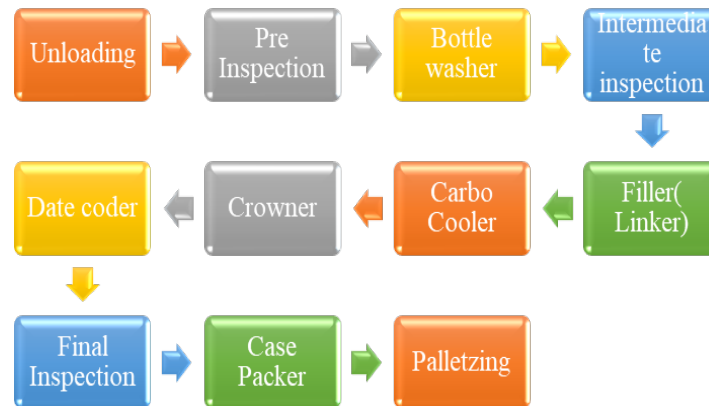 Unloading
Pre
Inspection
Bottle
washer
Intermedia
te
inspection
Filler(
Linker)
Carbo
Cooler
Crowner
Date coder
Final
Inspection
Case
Packer
Palletzing